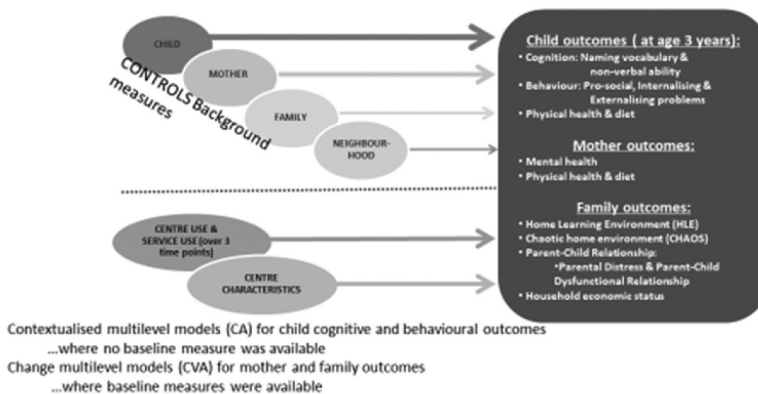 CHILD
MOTHER
FAMILY
NEIGHBOUR-
HOOD
CONTROLS Background
measures
CENTRE USE &
SERVICE USE (over 3
time points)
CENTRE
CHARACTERISTICS
Child outcomes ( at age 3 years):
• Cognition: Naming vocabulary &
non-verbal ability
• Behaviour: Pro-social, Internalising &
Externalising problems
• Physical health & diet
Mother outcomes:
• Mental health
• Physical health & diet
Family outcomes:
• Home Learning Environment (HLE)
• Chaotic home environment (CHAOS)
• Parent-Child Relationship:
•Parental Distress & Parent-Child
Dysfunctional Relationship
• Household economic status
Contextualised multilevel models (CA) for child cognitive and behavioural outcomes
...where no baseline measure was available
Change multilevel models (CVA) for mother and family outcomes
...where baseline measures were available